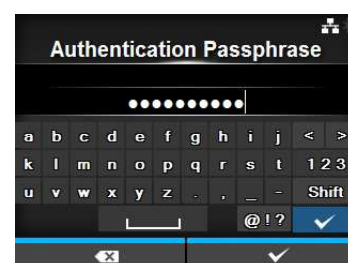 Authentication Passphrase
●●●●●●●●●●
a b c d e f g h i j < >
k l m n o p q r s t 123
u v w x y z . , _ - Shift
@!?